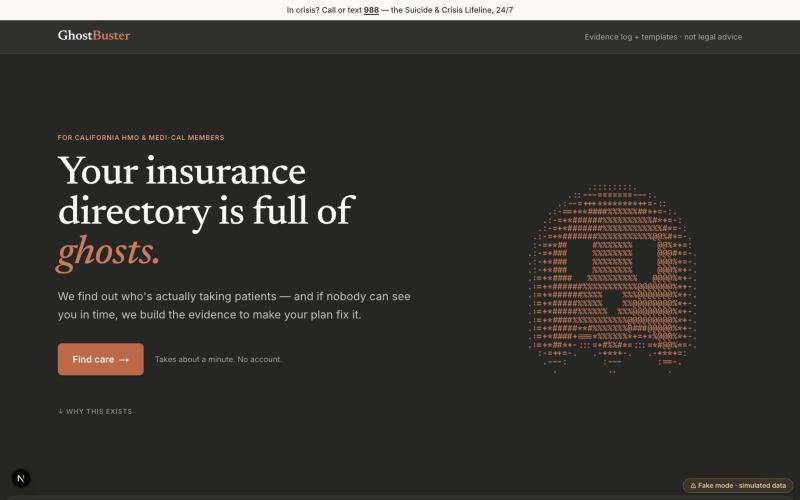 In crisis? Call or text 988 — the Suicide & Crisis Lifeline, 24/7
GhostBuster
Evidence log + templates · not legal advice
FOR CALIFORNIA HMO & MEDI-CAL MEMBERS
Your insurance
directory is full of
ghosts.
We find out who's actually taking patients — and if nobody can see
you in time, we build the evidence to make your plan fix it.
Find care →
Takes about a minute. No account.
↓ WHY THIS EXISTS
N
⚠ Fake mode · simulated data